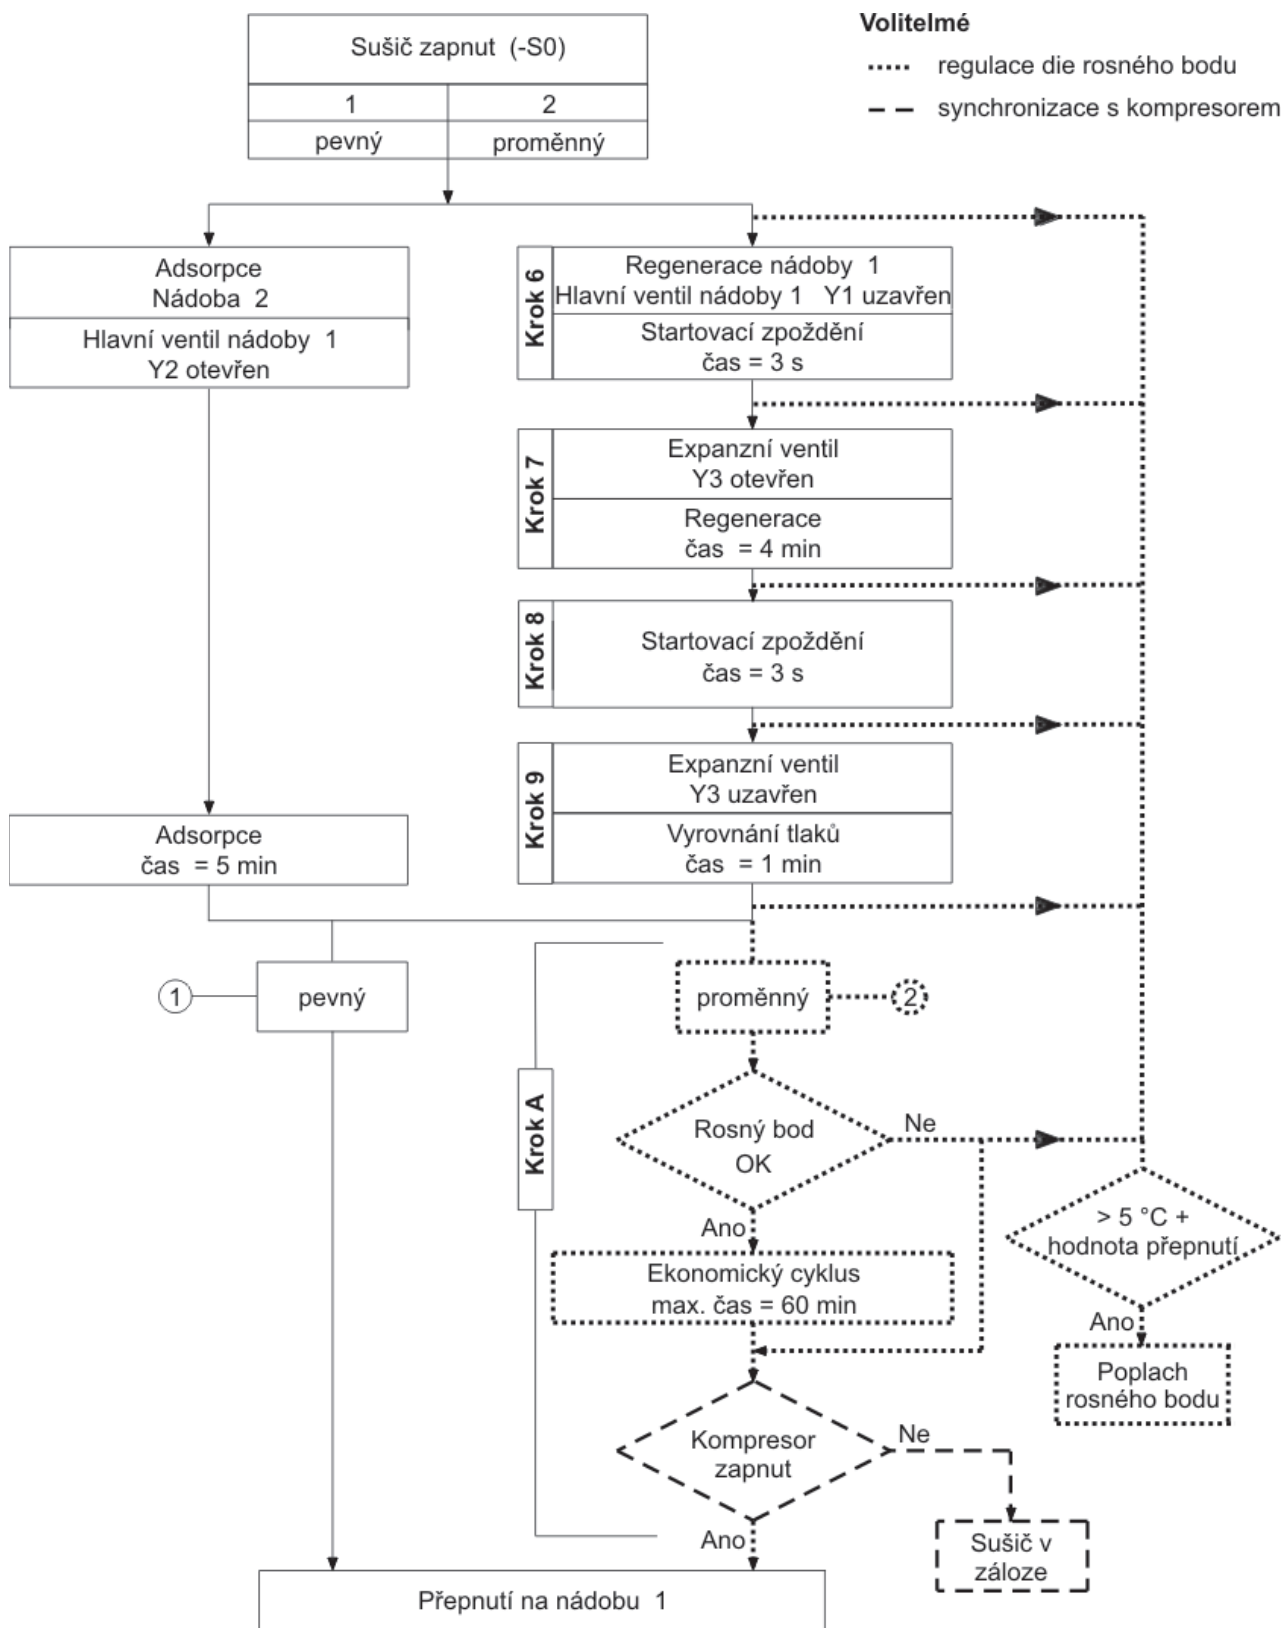 Sušič zapnut (-S0)
1
2
pevný
proměnný
Volitelmé
regulace die rosného bodu
synchronizace s kompresorem
Adsorpce
Nádoba 2
Hlavní ventil nádoby 1
Y2 otevřen
Krok 6
Regenerace nádoby 1
Hlavní ventil nádoby 1 Y1 uzavřen
Startovací zpoždění
čas = 3 s
Krok 7
Expanzní ventil
Y3 otevřen
Regenerace
čas = 4 min
Krok 8
Startovací zpoždění
čas = 3 s
Krok 9
Expanzní ventil
Y3 uzavřen
Vyrovnání tlaků
čas = 1 min
Adsorpce
čas = 5 min
1
pevný
proměnný
2
Krok A
Rosný bod
OK
Ne
Ano
> 5 °C +
hodnota přepnutí
Ano
Poplach
rosného bodu
Ekonomický cyklus
max. čas = 60 min
Kompresor
zapnut
Ne
Sušič v
záloze
Ano
Přepnutí na nádobu 1